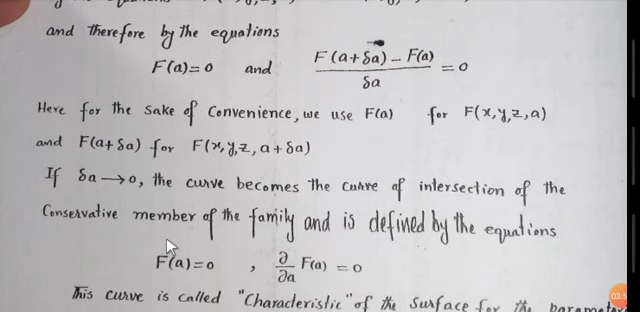 and therefore by the equations
F(a)=0 and F(a+δa) – F(a) / δa = 0
Here for the Sake of Convenience, we use F(a) for F(x,y,z,a)
and F(a+δa) for F(x,y,z, a+δa)
If δa → 0, the curve becomes the curve of intersection of the
Conservative member of the family and is defined by the equations
F(a)=0 , ∂/∂a F(a) = 0
This curve is called "Characteristic" of the Surface for the parameter